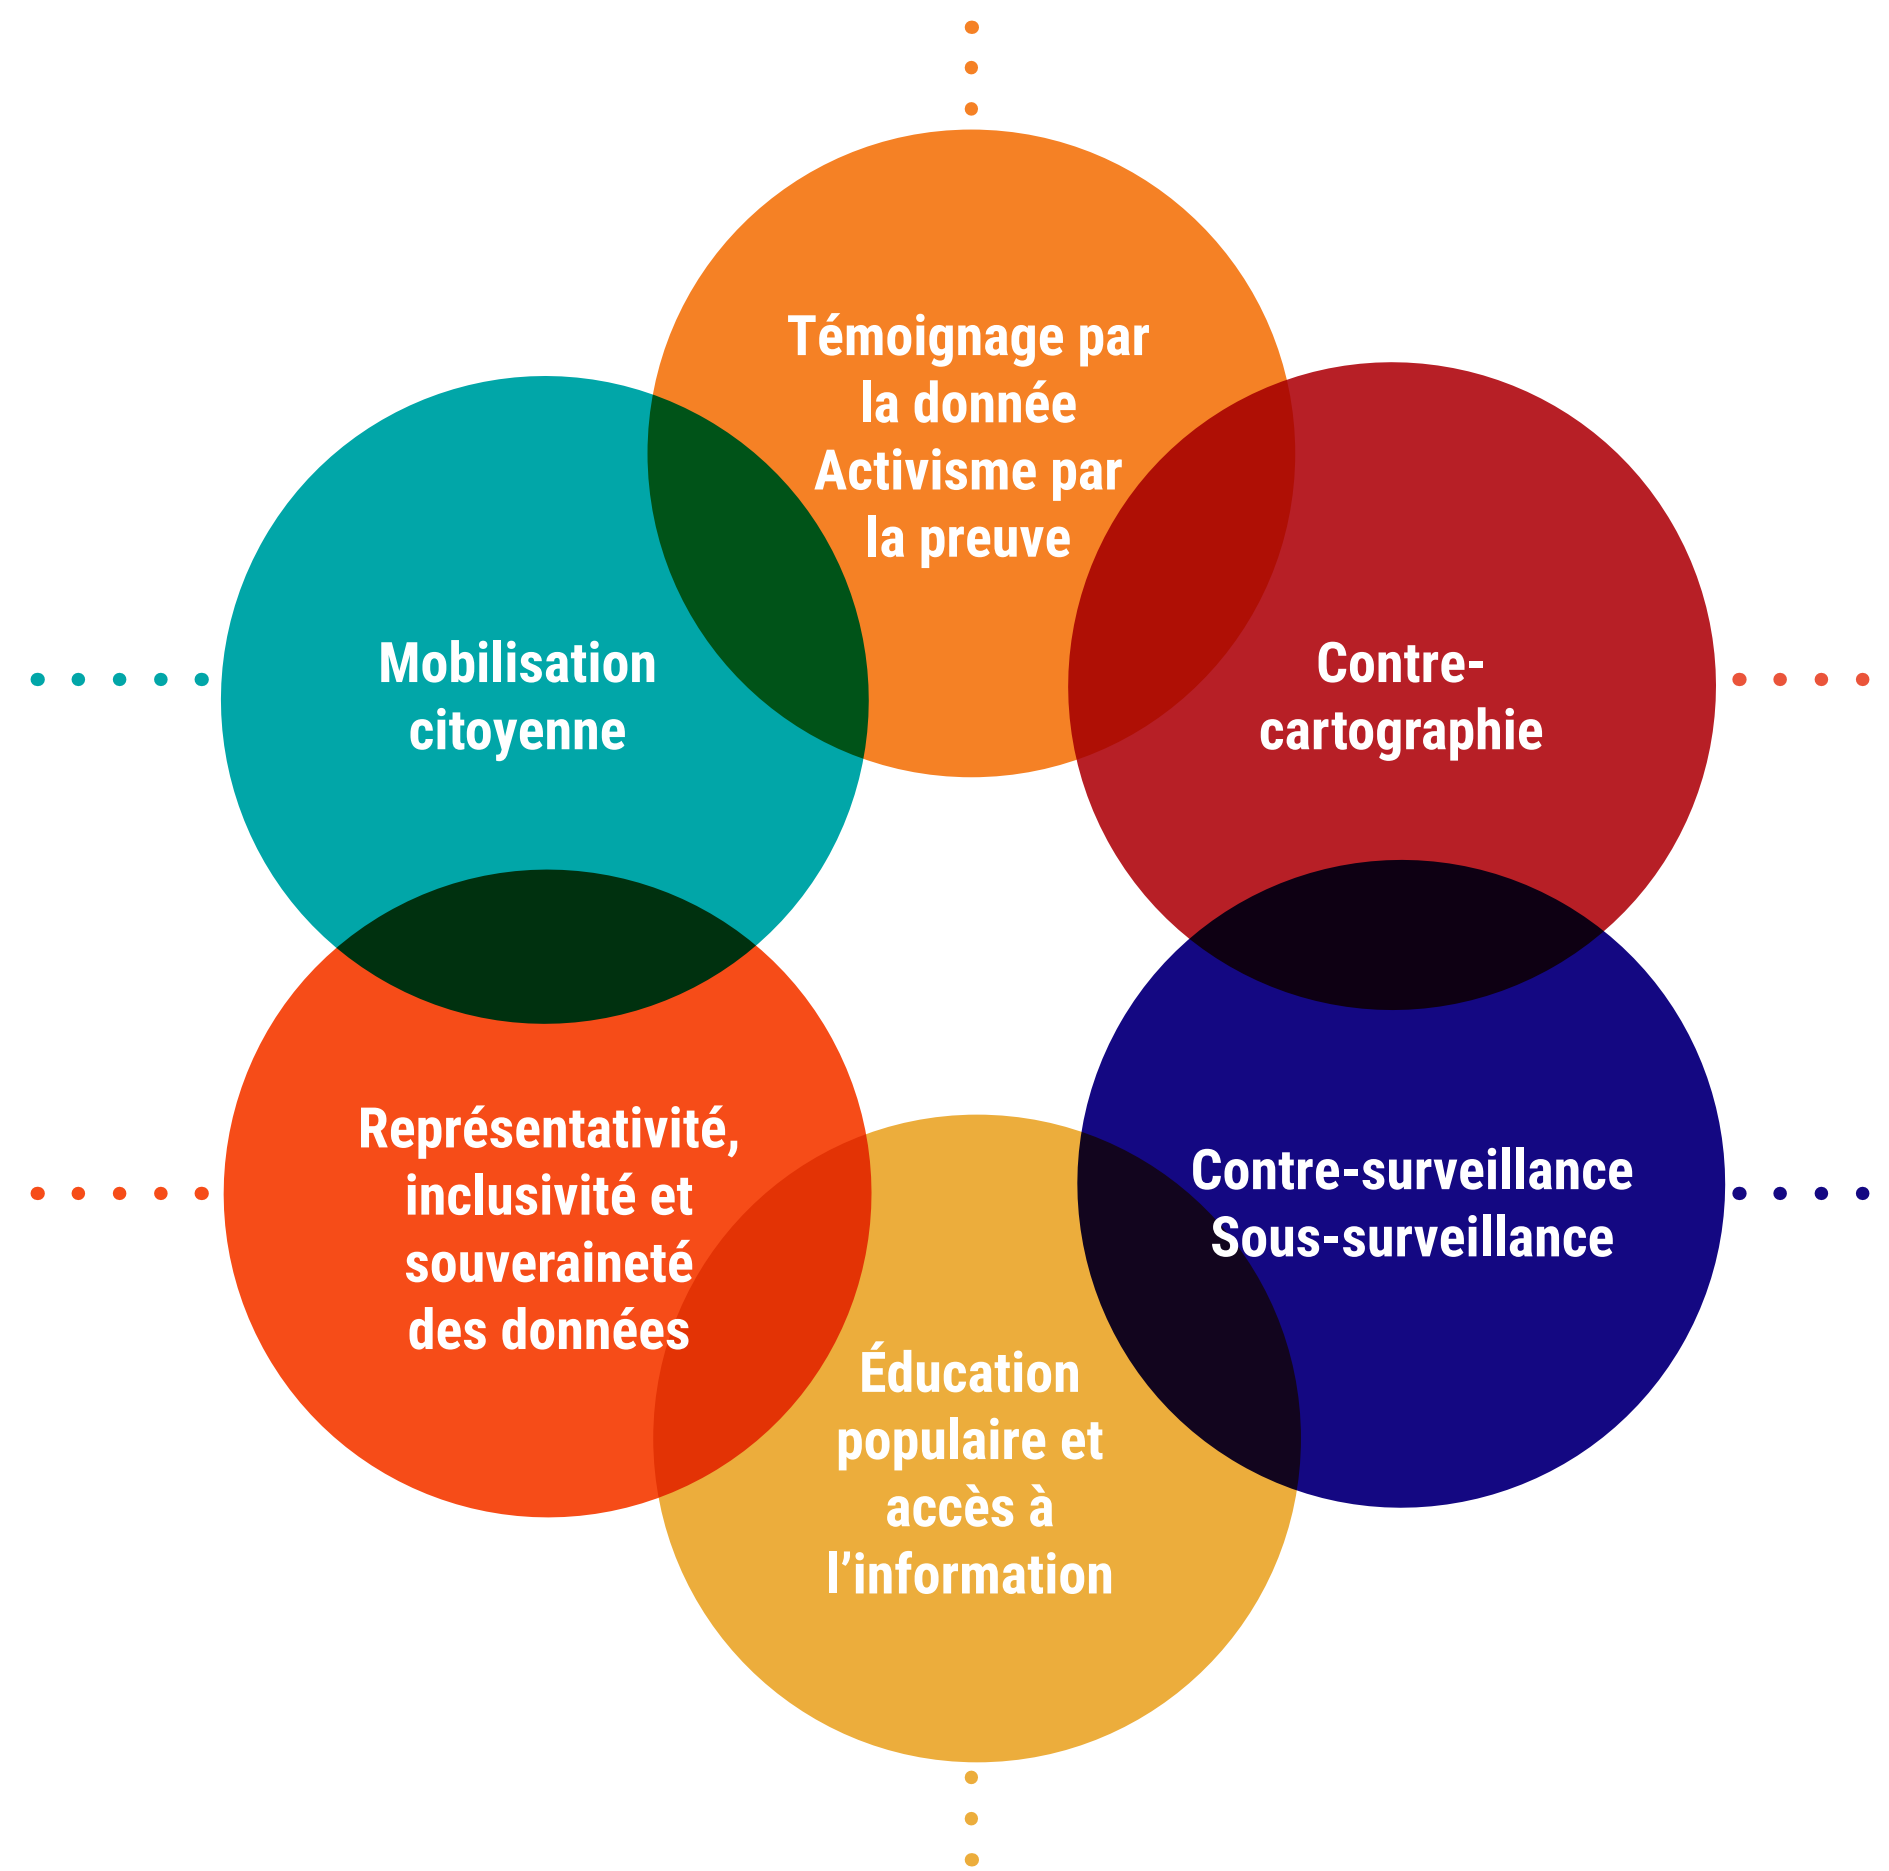 Témoignage par
la donnée
Activisme par
la preuve
Mobilisation
citoyenne
Contre-
cartographie
Représentativité,
inclusivité et
souveraineté
des données
Contre-surveillance
Sous-surveillance
Éducation
populaire et
accès à
l’information